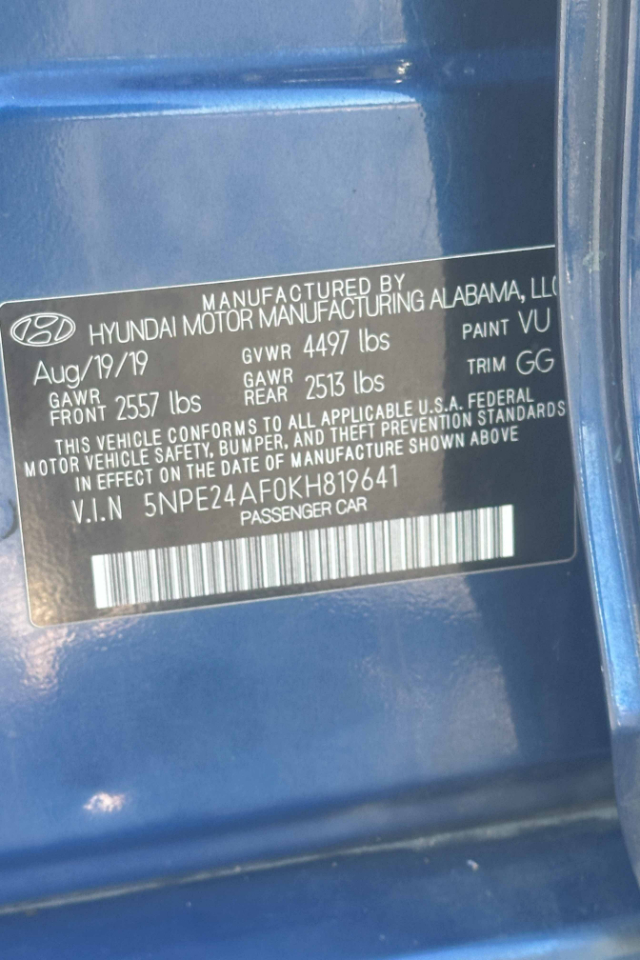 MANUFACTURED BY
HYUNDAI MOTOR MANUFACTURING ALABAMA, LLC
Aug/19/19 GVWR 4497 lbs PAINT VU
GAWR FRONT 2557 lbs GAWR REAR 2513 lbs TRIM GG
THIS VEHICLE CONFORMS TO ALL APPLICABLE U.S.A. FEDERAL
MOTOR VEHICLE SAFETY, BUMPER, AND THEFT PREVENTION STANDARDS
IN EFFECT ON THE DATE OF MANUFACTURE SHOWN ABOVE
V.I.N 5NPE24AF0KH819641
PASSENGER CAR